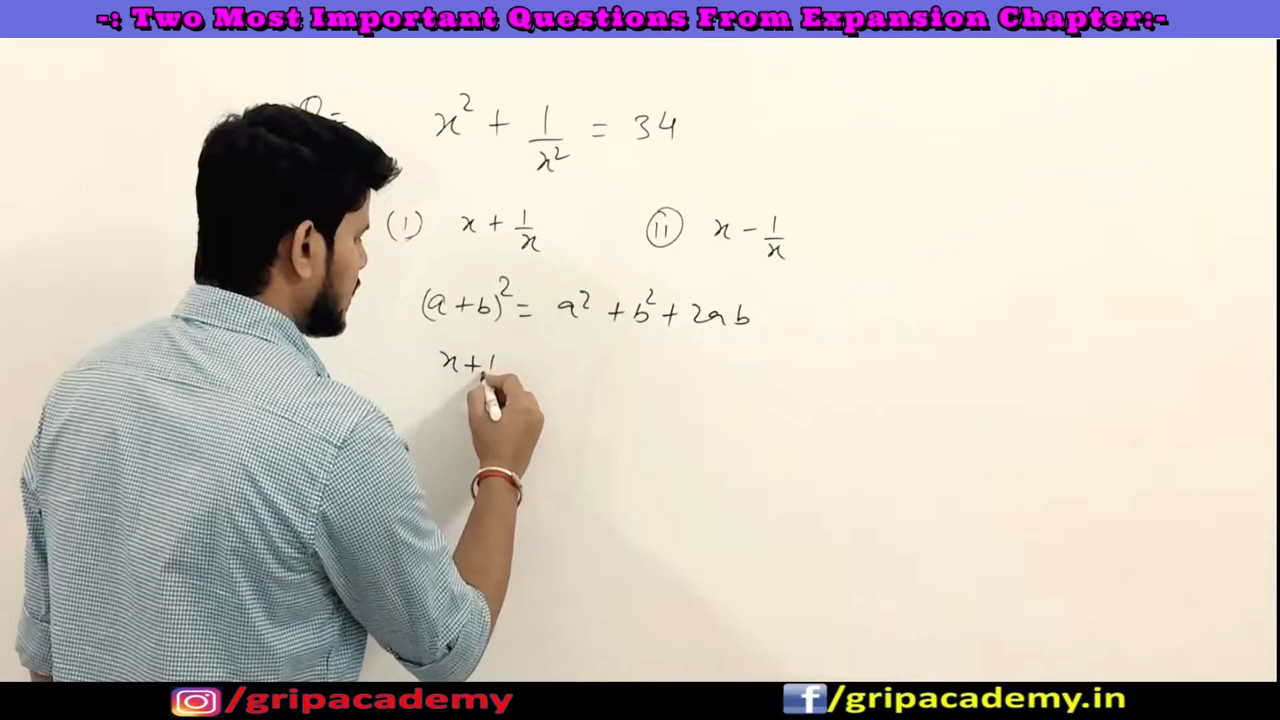 -: Two Most Important Questions From Expansion Chapter:-
x² + 1/x² = 34
(i) x + 1/x (ii) x - 1/x
(a + b)² = a² + b² + 2ab
x + 1
/gripacademy /gripacademy.in